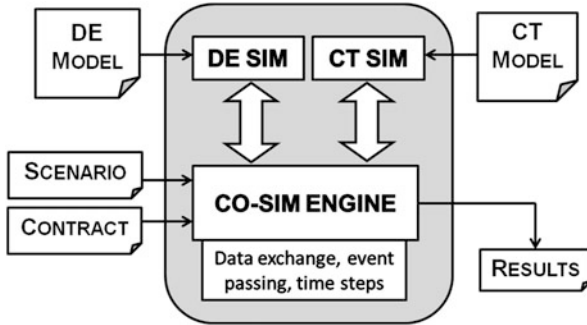 DE
MODEL
DE SIM
CT SIM
CT
MODEL
SCENARIO
CONTRACT
CO-SIM ENGINE
Data exchange, event
passing, time steps
RESULTS